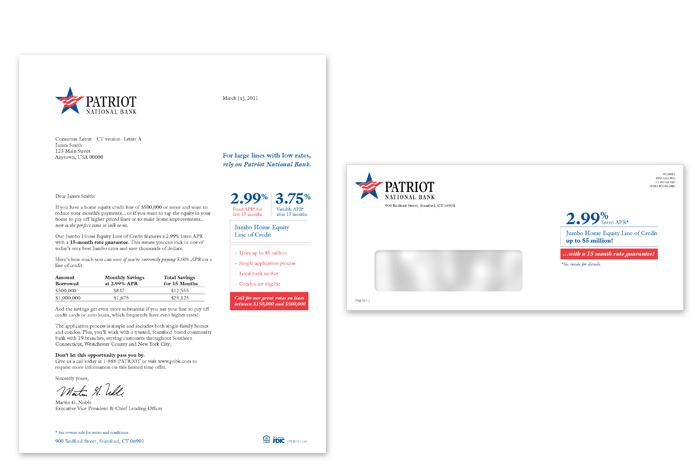 PATRIOT
NATIONAL BANK
March [x], 2011
Consumer Letter - CT version - Letter A
James Smith
123 Main Street
Anytown, USA 00000
For large lines with low rates,
rely on Patriot National Bank.
Dear James Smith:
If you have a home equity credit line of $500,000 or more and want to
reduce your monthly payments... or if you want to tap the equity in your
home to pay off higher priced lines or to make home improvements...
now is the perfect time to talk to us.
Our Jumbo Home Equity Line of Credit features a 2.99% Intro APR
with a 15-month rate guarantee. This means you can lock in one of
today's very best Jumbo rates and save thousands of dollars.
Here's how much you can save if you're currently paying 5.00% APR on a
line of credit:
Amount Borrowed Monthly Savings at 2.99% APR Total Savings for 15 Months
$500,000 $837 $12,555
$1,000,000 $1,675 $25,125
And the savings get even more substantial if you use your line to pay off
credit cards or auto loans, which frequently have even higher rates!
The application process is simple and includes both single-family homes
and condos. Plus, you'll work with a trusted, Stamford based community
bank with 19 branches, serving customers throughout Southern
Connecticut, Westchester County and New York City.
Don't let this opportunity pass you by.
Give us a call today at 1-888-PATRIOT or visit www.pnbk.com to
request more information on this limited time offer.
Sincerely yours,
Martin G. Noble
Martin G. Noble
Executive Vice President & Chief Lending Officer
* See reverse side for terms and conditions.
900 Bedford Street, Stamford, CT 06901
2.99% 3.75%
Fixed APR* for first 15 months
Variable APR* after 15 months
Jumbo Home Equity
Line of Credit
- Lines up to $5 million
- Simple application process
- Local bank service
- Condos are eligible
Call for our great rates on lines
between $150,000 and $500,000
FDIC
PATRIOT
NATIONAL BANK
900 Bedford Street, Stamford, CT 06901
2.99% Intro APR*
Jumbo Home Equity Line of Credit
up to $5 million!
...with a 15 month rate guarantee!
*See inside for details.